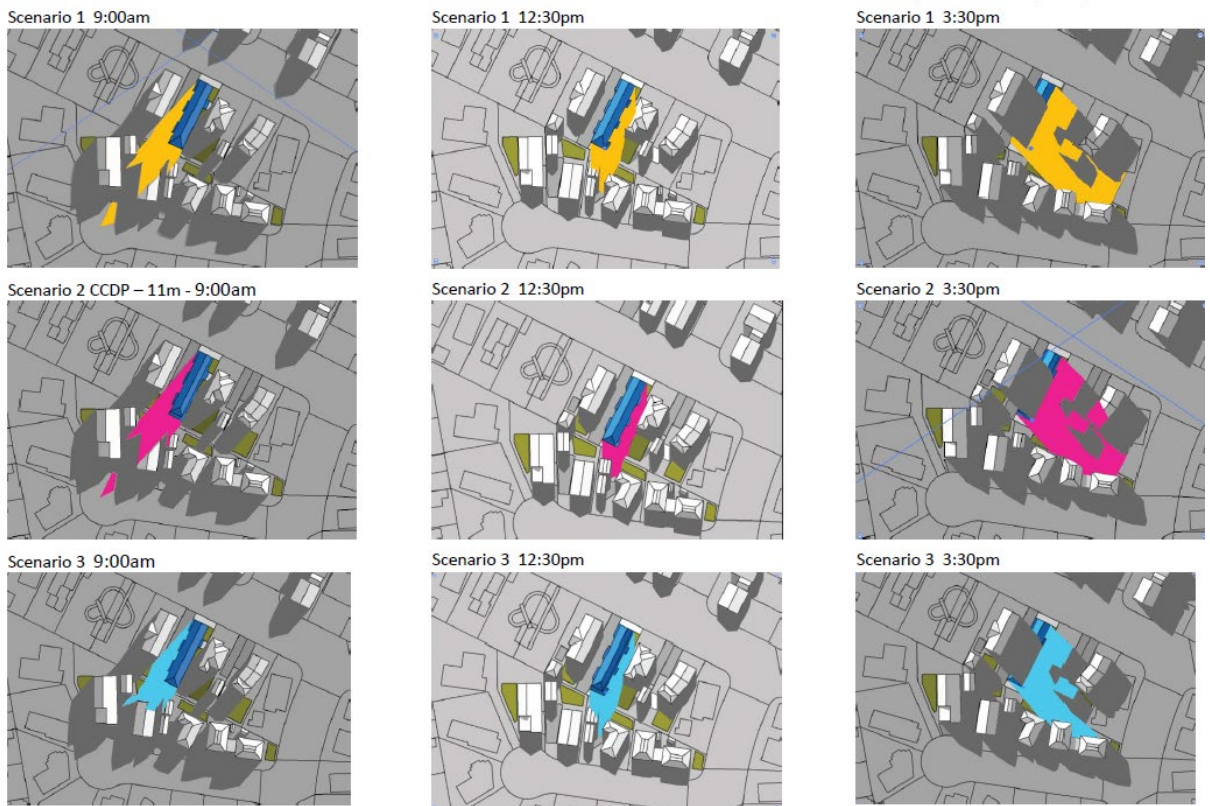 Scenario 1 9:00am
Scenario 1 12:30pm
Scenario 1 3:30pm
Scenario 2 CCDP – 11m - 9:00am
Scenario 2 12:30pm
Scenario 2 3:30pm
Scenario 3 9:00am
Scenario 3 12:30pm
Scenario 3 3:30pm